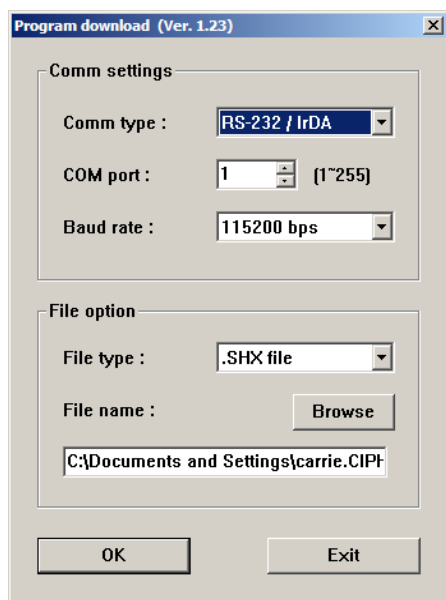 Program download (Ver. 1.23)
Comm settings
Comm type : RS-232 / IrDA
COM port : 1 (1~255)
Baud rate : 115200 bps
File option
File type : .SHX file
File name : Browse
C:\Documents and Settings\carrie.CIPH
OK Exit